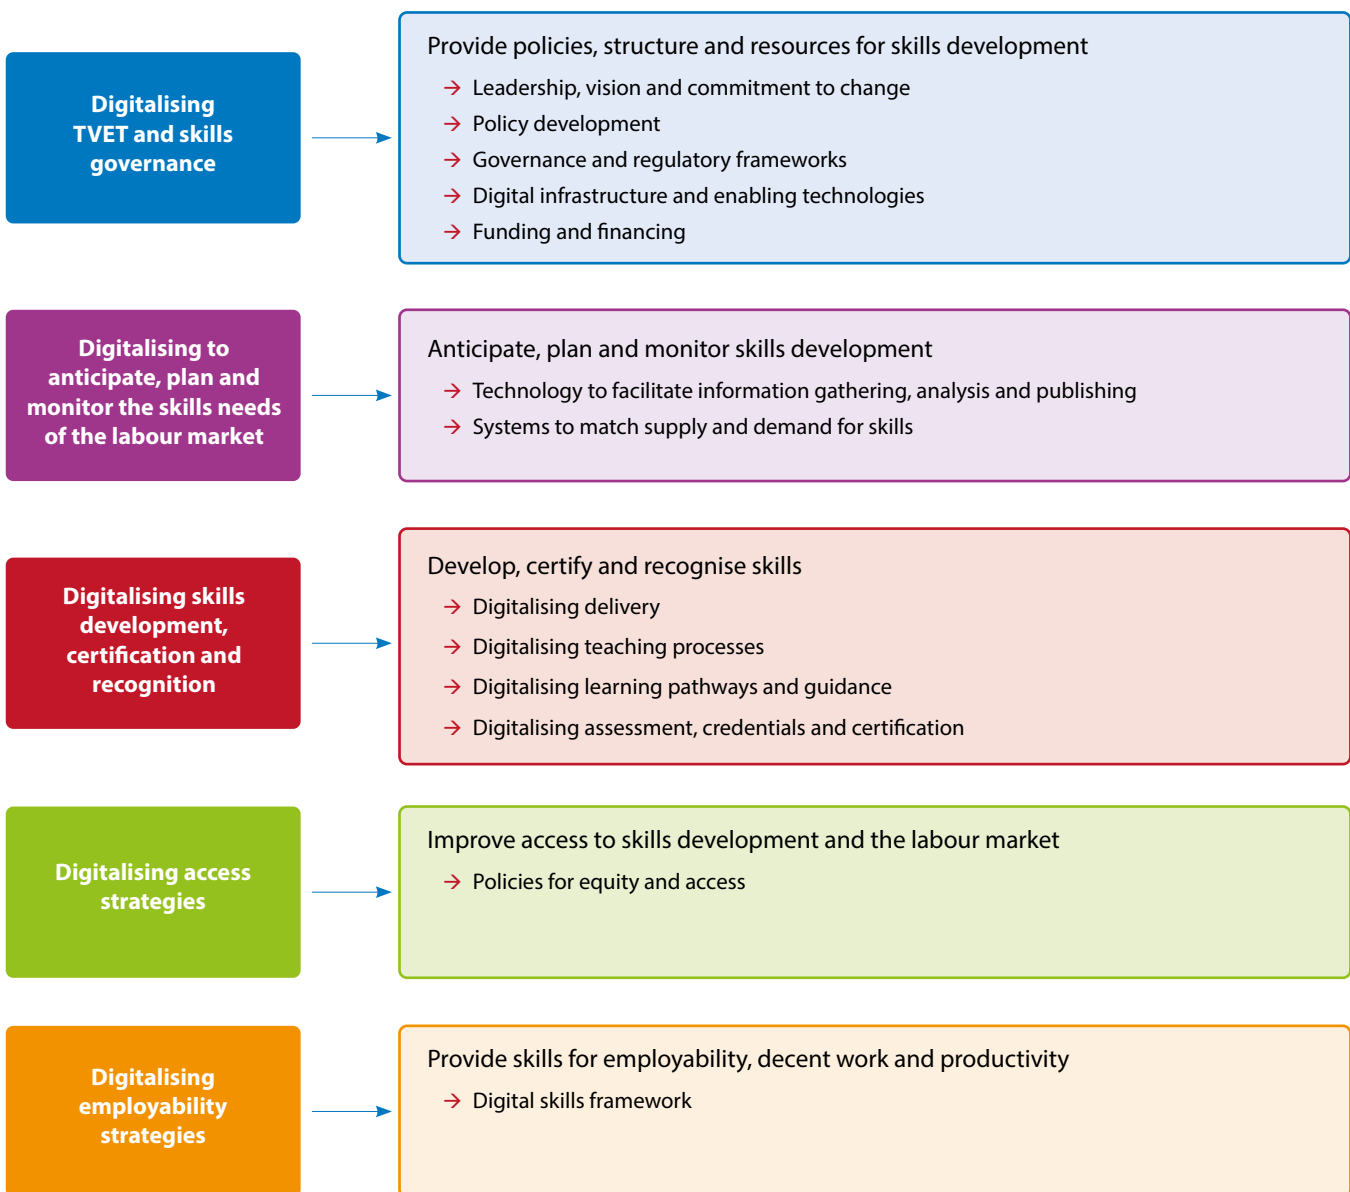 Digitalising
TVET and skills
governance
Provide policies, structure and resources for skills development
→ Leadership, vision and commitment to change
→ Policy development
→ Governance and regulatory frameworks
→ Digital infrastructure and enabling technologies
→ Funding and financing
Digitalising to
anticipate, plan and
monitor the skills needs
of the labour market
Anticipate, plan and monitor skills development
→ Technology to facilitate information gathering, analysis and publishing
→ Systems to match supply and demand for skills
Digitalising skills
development,
certification and
recognition
Develop, certify and recognise skills
→ Digitalising delivery
→ Digitalising teaching processes
→ Digitalising learning pathways and guidance
→ Digitalising assessment, credentials and certification
Digitalising access
strategies
Improve access to skills development and the labour market
→ Policies for equity and access
Digitalising
employability
strategies
Provide skills for employability, decent work and productivity
→ Digital skills framework